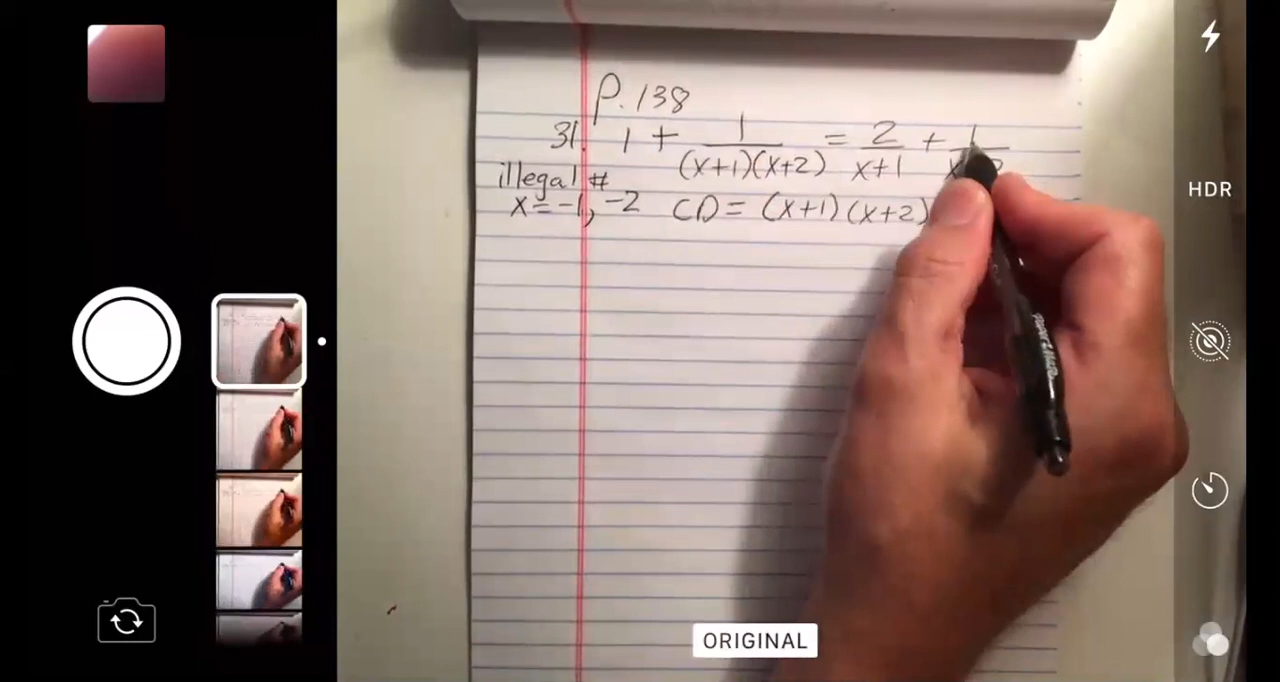 P. 138
31. 1 + 1/((x+1)(x+2)) = 2/(x+1) + 1/
illegal #
x = -1, -2 CD = (x+1)(x+2)
HDR
ORIGINAL